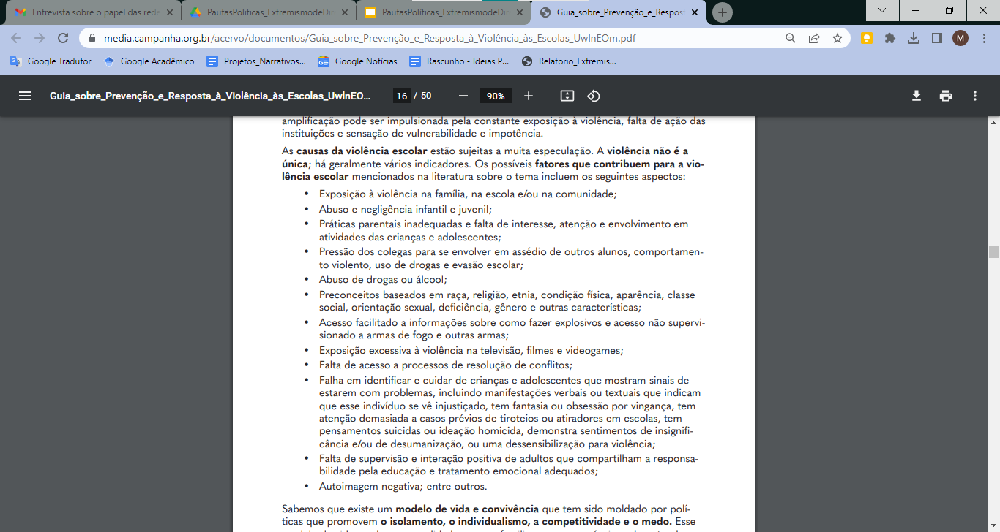 Entrevista sobre o papel das rede
PautasPoliticas_ExtremismodeDir
PautasPolíticas_ExtremismodeDir
Guia_sobre_Prevenção_e_Respost
media.campanha.org.br/acervo/documentos/Guia_sobre_Prevenção_e_Resposta_à_Violência_às_Escolas_UwlnEOm.pdf
M
Google Tradutor
Google Acadêmico
Projetos_Narrativos...
Google Notícias
Rascunho - Ideias P...
Relatorio_Extremis...
Guia_sobre_Prevenção_e_Resposta_à_Violência_às_Escolas_UwlnEO...
16 / 50
90%
amplificação pode ser impulsionada pela constante exposição à violência, falta de ação das
instituições e sensação de vulnerabilidade e impotência.
As causas da violência escolar estão sujeitas a muita especulação. A violência não é a
única; há geralmente vários indicadores. Os possíveis fatores que contribuem para a vio-
lência escolar mencionados na literatura sobre o tema incluem os seguintes aspectos:
• Exposição à violência na família, na escola e/ou na comunidade;
• Abuso e negligência infantil e juvenil;
• Práticas parentais inadequadas e falta de interesse, atenção e envolvimento em
atividades das crianças e adolescentes;
• Pressão dos colegas para se envolver em assédio de outros alunos, comportamen-
to violento, uso de drogas e evasão escolar;
• Abuso de drogas ou álcool;
• Preconceitos baseados em raça, religião, etnia, condição física, aparência, classe
social, orientação sexual, deficiência, gênero e outras características;
• Acesso facilitado a informações sobre como fazer explosivos e acesso não supervi-
sionado a armas de fogo e outras armas;
• Exposição excessiva à violência na televisão, filmes e videogames;
• Falta de acesso a processos de resolução de conflitos;
• Falha em identificar e cuidar de crianças e adolescentes que mostram sinais de
estarem com problemas, incluindo manifestações verbais ou textuais que indicam
que esse indivíduo se vê injustiçado, tem fantasia ou obsessão por vingança, tem
atenção demasiada a casos prévios de tiroteios ou atiradores em escolas, tem
pensamentos suicidas ou ideação homicida, demonstra sentimentos de insignifi-
cância e/ou de desumanização, ou uma dessensibilização para violência;
• Falta de supervisão e interação positiva de adultos que compartilham a responsa-
bilidade pela educação e tratamento emocional adequados;
• Autoimagem negativa; entre outros.
Sabemos que existe um modelo de vida e convivência que tem sido moldado por polí-
ticas que promovem o isolamento, o individualismo, a competitividade e o medo. Esse